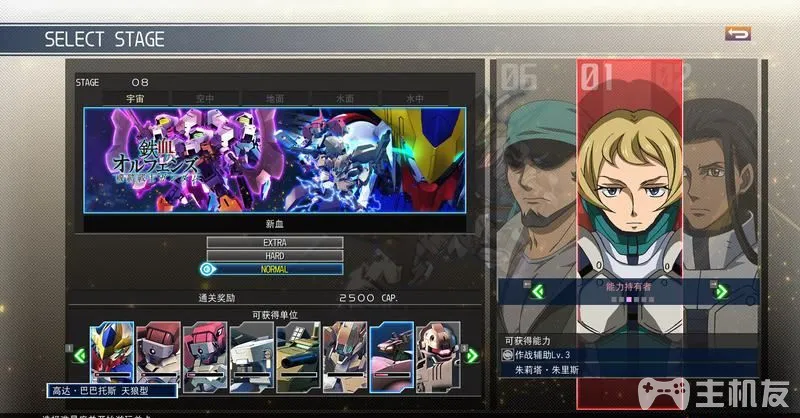 SELECT STAGE
STAGE 08
宇宙 空中 地面 水面 水中
鉄血
オルフェンズ
新血
EXTRA
HARD
NORMAL
通关奖励 2500 CAP.
可获得单位
高达·巴巴托斯 天狼型
06 01 02
能力持有者
可获得能力
作战辅助Lv.3
朱莉塔·朱里斯
主机友